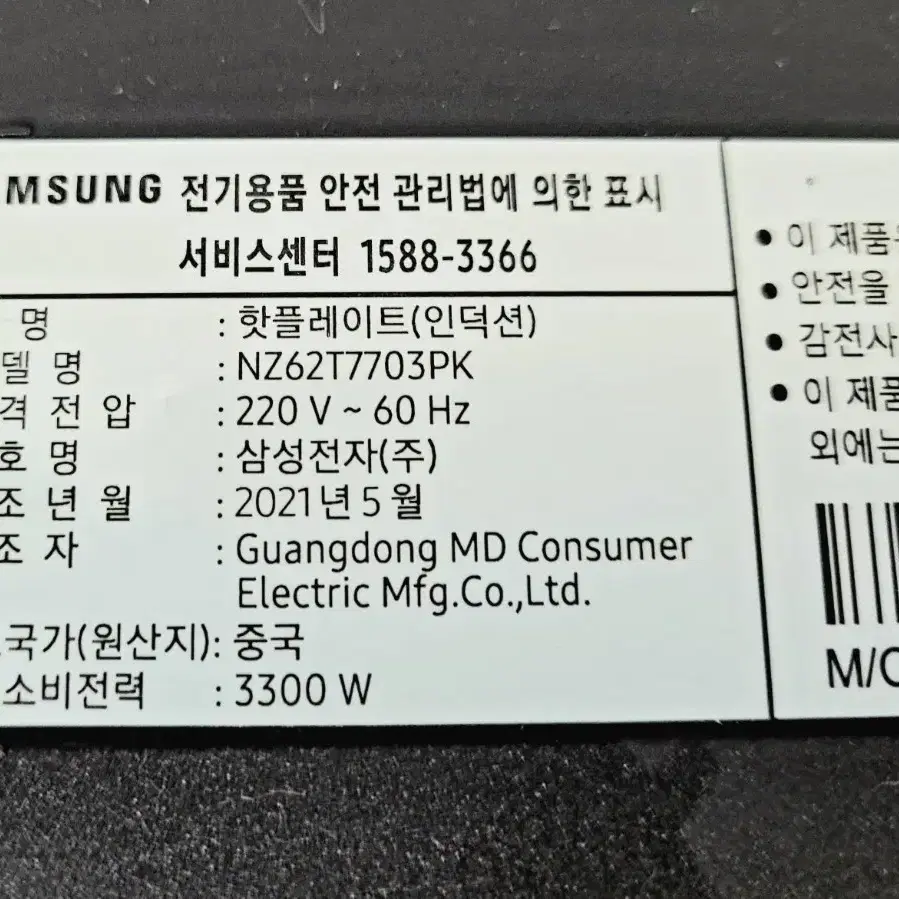 MSUNG 전기용품 안전 관리법에 의한 표시
서비스센터 1588-3366
명 : 핫플레이트(인덕션)
델 명 : NZ62T7703PK
격 전 압 : 220 V ~ 60 Hz
호 명 : 삼성전자(주)
조 년 월 : 2021년 5 월
조 자 : Guangdong MD Consumer
Electric Mfg.Co.,Ltd.
국가(원산지): 중국
소비전력 : 3300 W
• 이 제품
• 안전을
• 감전사
• 이 제품
외에는
M/C